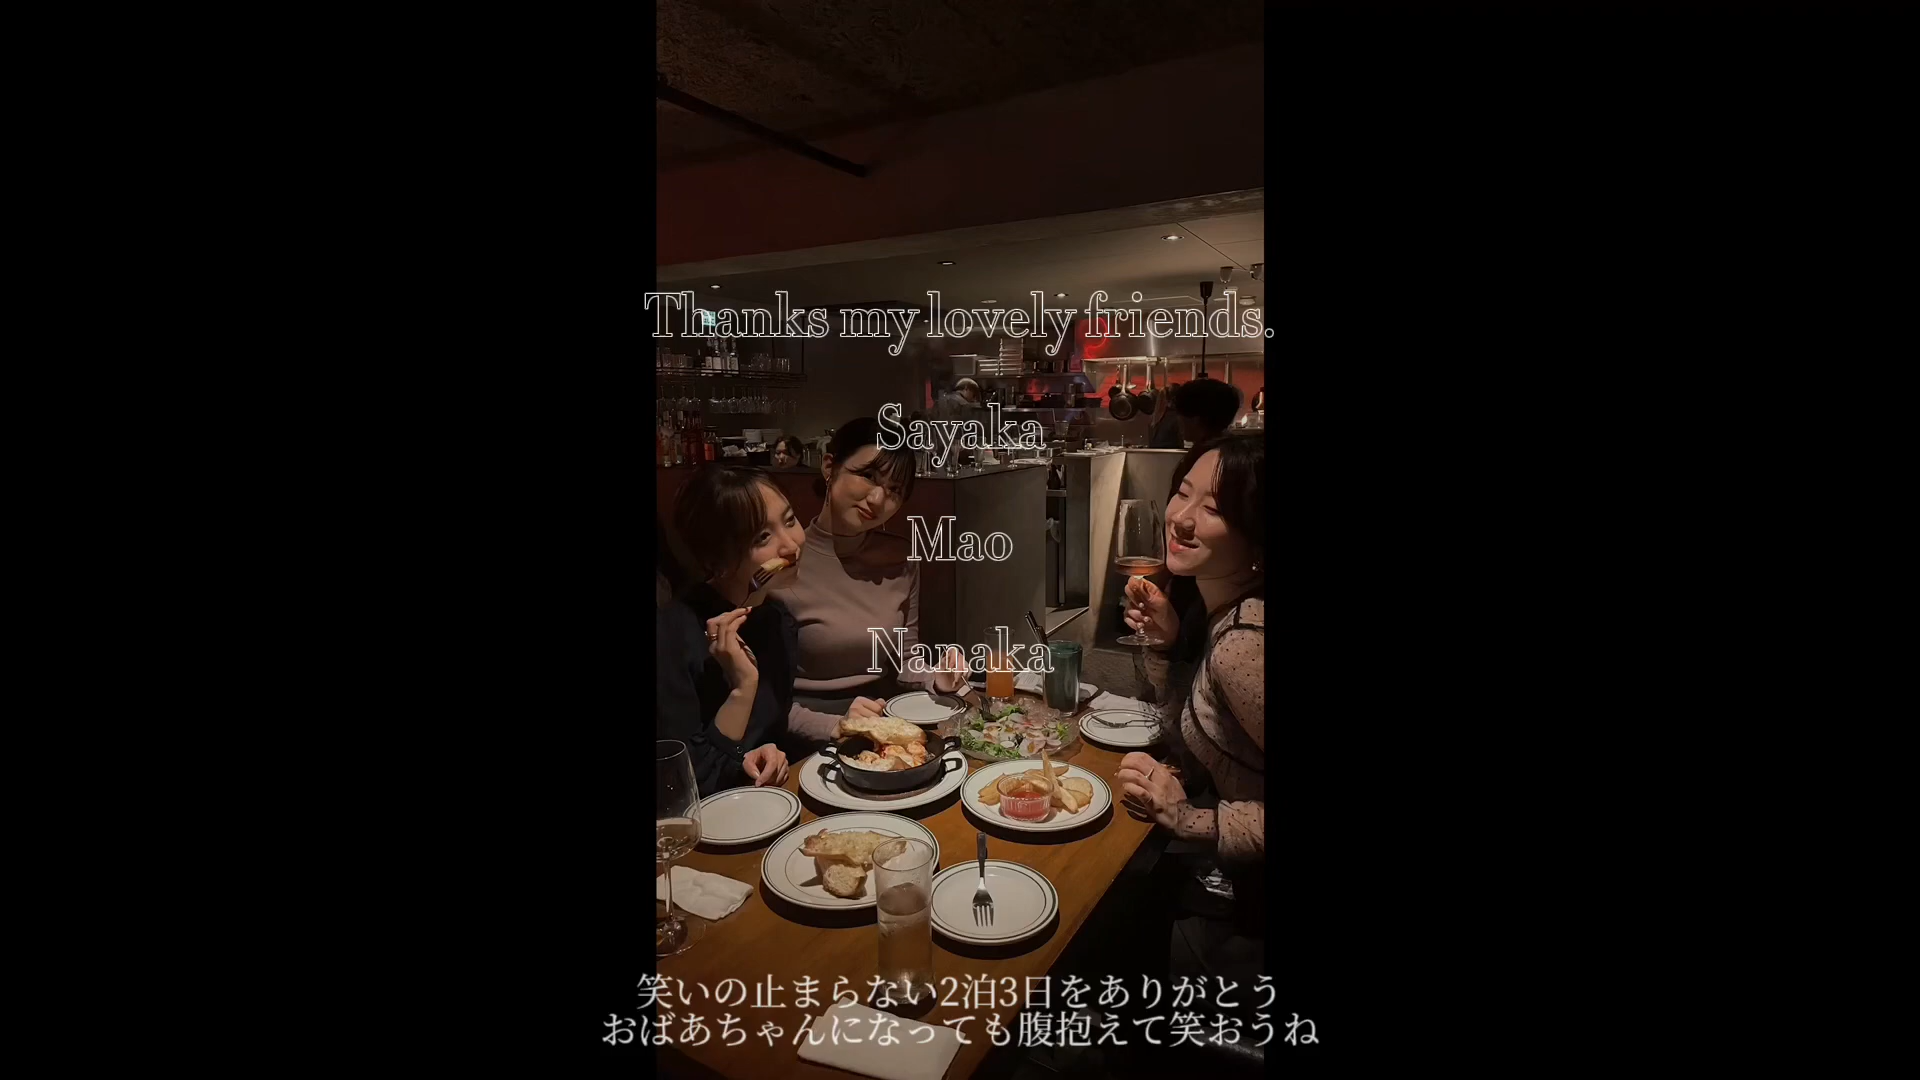 Thanks my lovely friends.
Sayaka
Mao
Nanaka
笑いの止まらない2泊3日をありがとう
おばあちゃんになっても腹抱えて笑おうね